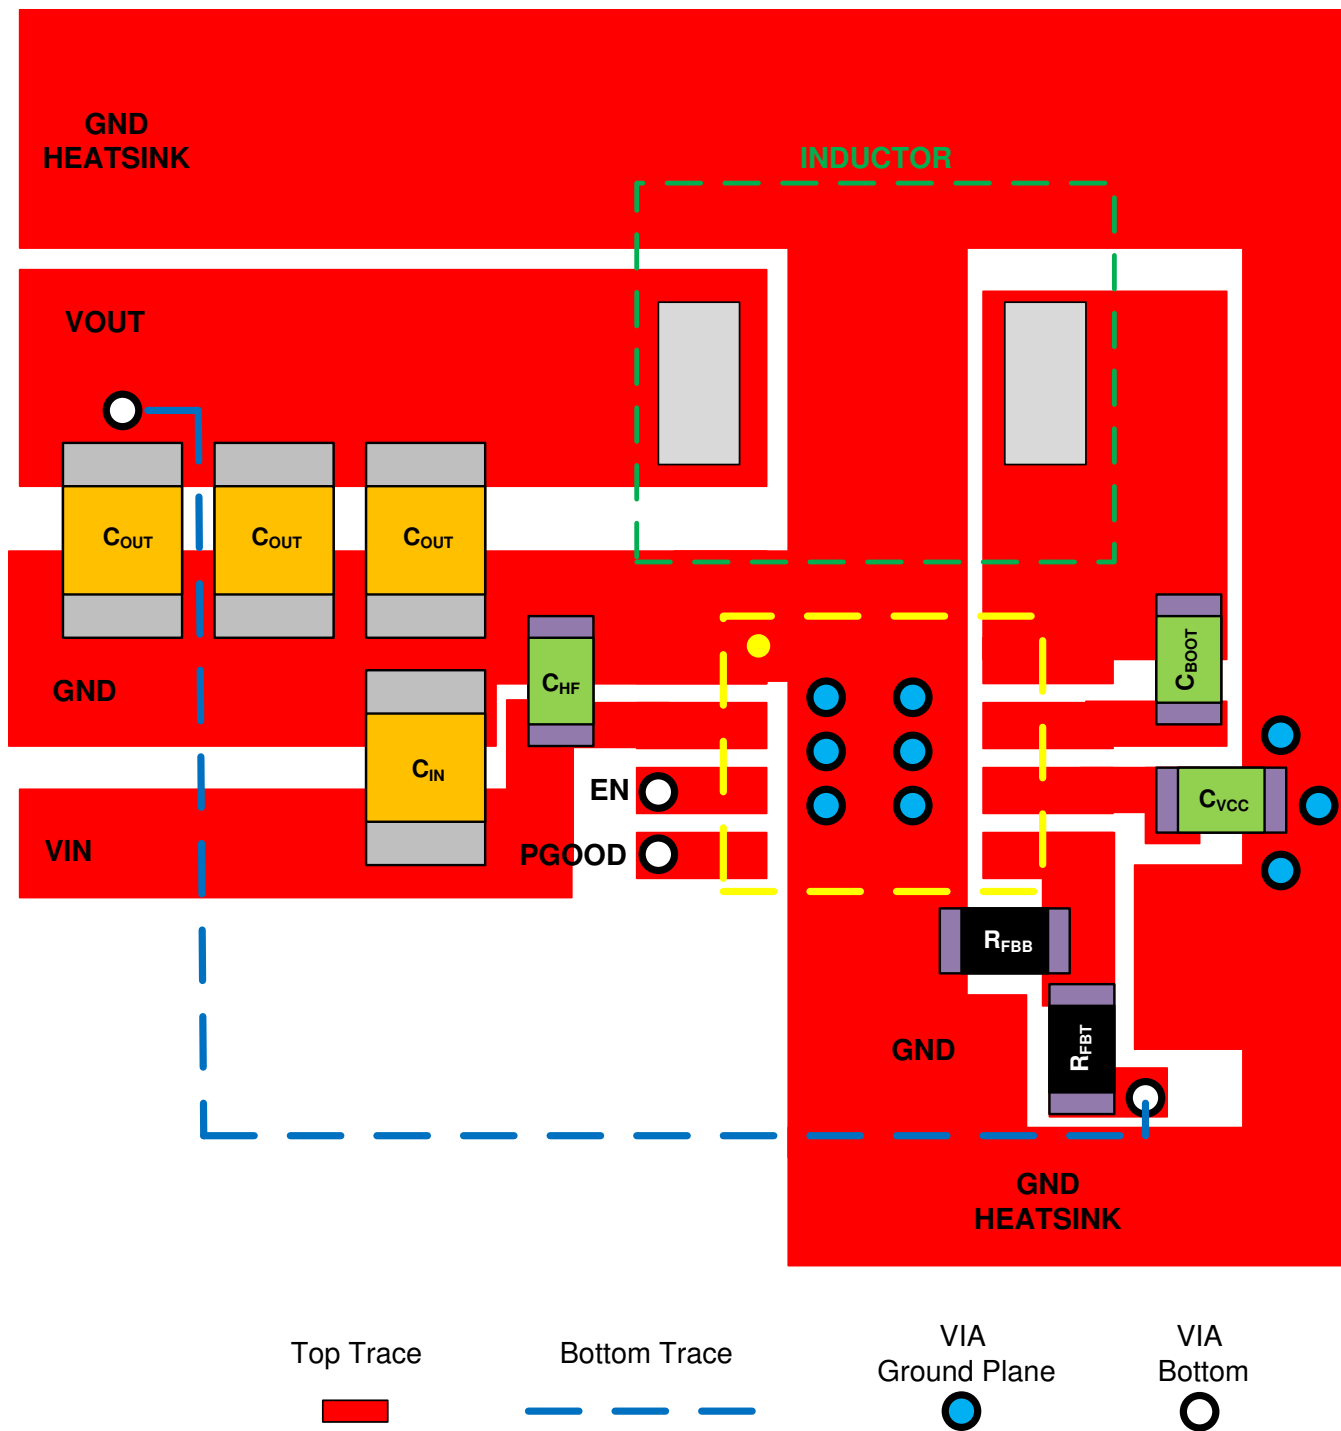 GND
HEATSINK
INDUCTOR
VOUT
COUT
COUT
COUT
GND
CHF
CBOOT
CIN
EN
CVCC
VIN
PGOOD
RFBB
GND
RFBT
GND
HEATSINK
Top Trace
Bottom Trace
VIA
Ground Plane
VIA
Bottom